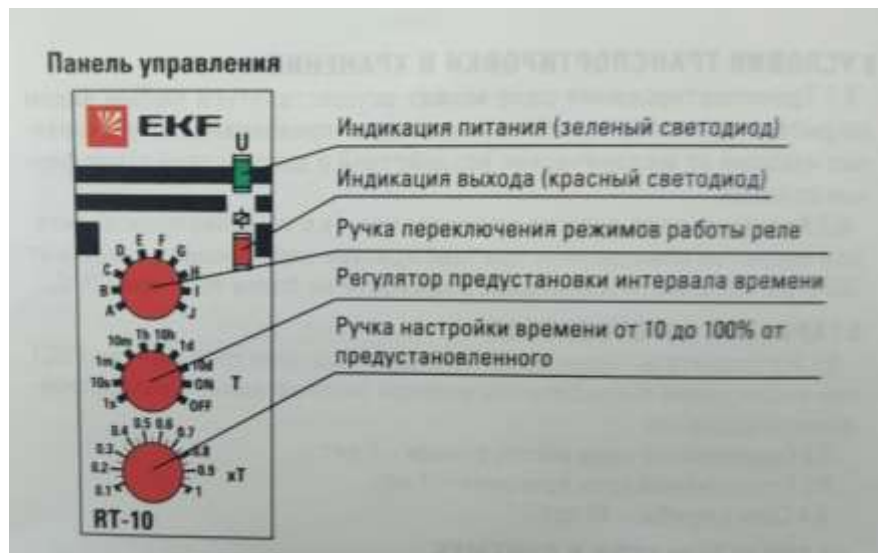 Панель управления
EKF
U
Индикация питания (зеленый светодиод)
Индикация выхода (красный светодиод)
Ручка переключения режимов работы реле
Регулятор предустановки интервала времени
Ручка настройки времени от 10 до 100% от
предустановленного
A B C D E F G H I J
1s 10s 1m 10m 1h 10h 1d 10d ON OFF
T
0.1 0.2 0.3 0.4 0.5 0.6 0.7 0.8 0.9 1
xT
RT-10